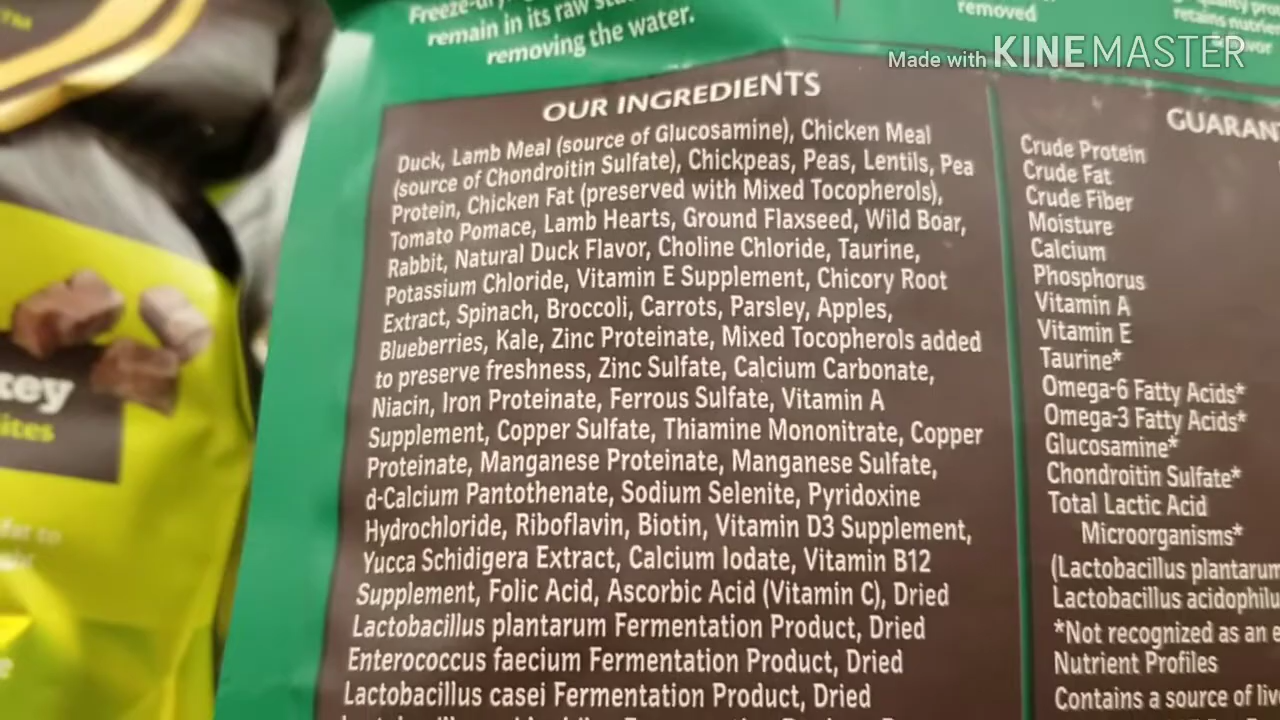 TM
Freeze-
remain in its raw
removing the water.
removed
retains
Made with KINEMASTER
OUR INGREDIENTS
Duck, Lamb Meal (source of Glucosamine), Chicken Meal
(source of Chondroitin Sulfate), Chickpeas, Peas, Lentils, Pea
Protein, Chicken Fat (preserved with Mixed Tocopherols),
Tomato Pomace, Lamb Hearts, Ground Flaxseed, Wild Boar,
Rabbit, Natural Duck Flavor, Choline Chloride, Taurine,
Potassium Chloride, Vitamin E Supplement, Chicory Root
Extract, Spinach, Broccoli, Carrots, Parsley, Apples,
Blueberries, Kale, Zinc Proteinate, Mixed Tocopherols added
to preserve freshness, Zinc Sulfate, Calcium Carbonate,
Niacin, Iron Proteinate, Ferrous Sulfate, Vitamin A
Supplement, Copper Sulfate, Thiamine Mononitrate, Copper
Proteinate, Manganese Proteinate, Manganese Sulfate,
d-Calcium Pantothenate, Sodium Selenite, Pyridoxine
Hydrochloride, Riboflavin, Biotin, Vitamin D3 Supplement,
Yucca Schidigera Extract, Calcium Iodate, Vitamin B12
Supplement, Folic Acid, Ascorbic Acid (Vitamin C), Dried
Lactobacillus plantarum Fermentation Product, Dried
Enterococcus faecium Fermentation Product, Dried
Lactobacillus casei Fermentation Product, Dried
GUARAN
Crude Protein
Crude Fat
Crude Fiber
Moisture
Calcium
Phosphorus
Vitamin A
Vitamin E
Taurine*
Omega-6 Fatty Acids*
Omega-3 Fatty Acids*
Glucosamine*
Chondroitin Sulfate*
Total Lactic Acid
Microorganisms*
(Lactobacillus plantarum
Lactobacillus acidophilu
*Not recognized as an e
Nutrient Profiles
Contains a source of liv
key
ites